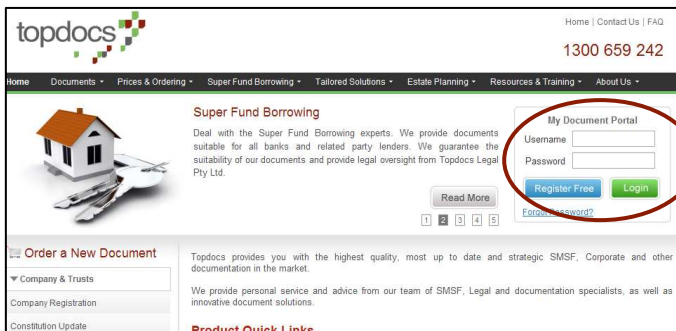 topdocs
Home | Contact Us | FAQ
1300 659 242
Home Documents Prices & Ordering Super Fund Borrowing Tailored Solutions Estate Planning Resources & Training About Us
Super Fund Borrowing
Deal with the Super Fund Borrowing experts. We provide documents
suitable for all banks and related party lenders. We guarantee the
suitability of our documents and provide legal oversight from Topdocs Legal
Pty Ltd.
Read More
1 2 3 4 5
My Document Portal
Username
Password
Register Free Login
Forgot Password?
Order a New Document
Company & Trusts
Company Registration
Constitution Update
Topdocs provides you with the highest quality, most up to date and strategic SMSF, Corporate and other
documentation in the market.
We provide personal service and advice from our team of SMSF, Legal and documentation specialists, as well as
innovative document solutions.
Product Quick Links